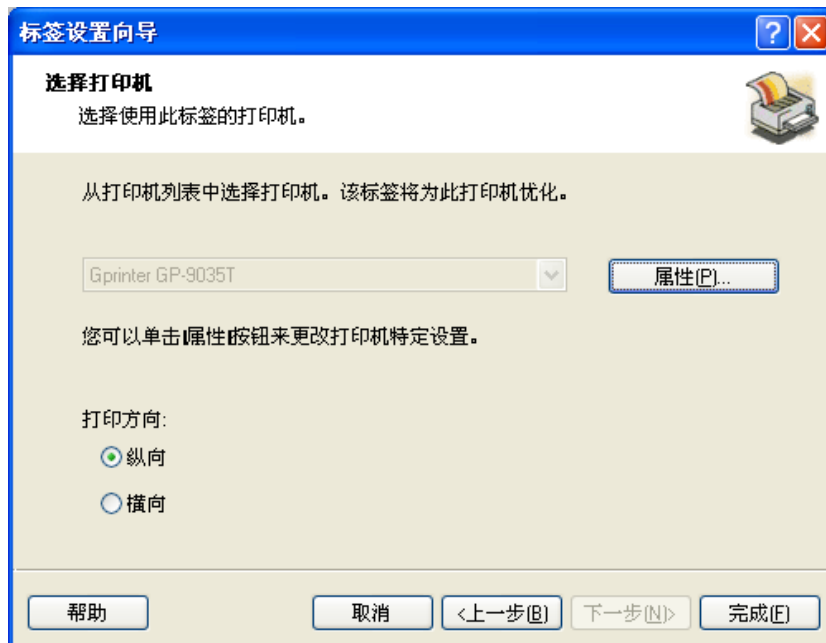 标签设置向导
选择打印机
选择使用此标签的打印机。
从打印机列表中选择打印机。该标签将为此打印机优化。
Gprinter GP-9035T
属性(P)...
您可以单击[属性]按钮来更改打印机特定设置。
打印方向:
纵向
横向
帮助 取消 <上一步(B) 下一步(N)> 完成(F)